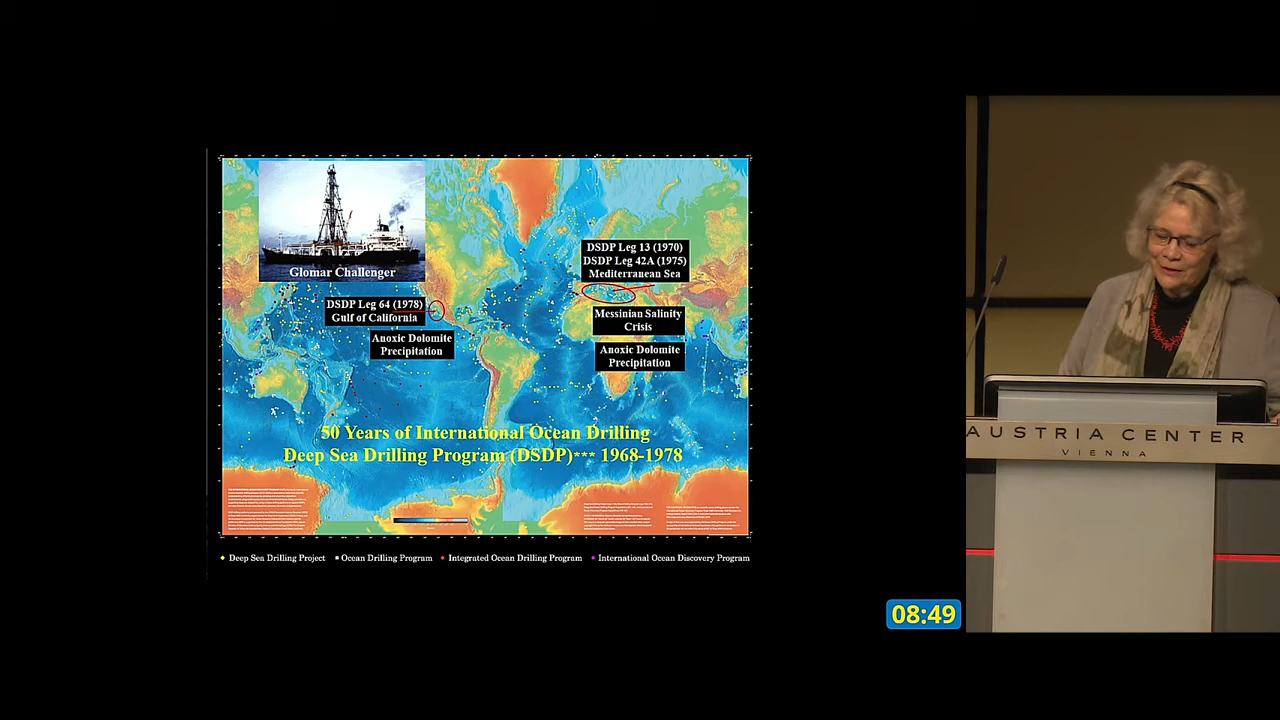 Glomar Challenger
DSDP Leg 13 (1970)
DSDP Leg 42A (1975)
Mediterranean Sea
DSDP Leg 64 (1978)
Gulf of California
Messinian Salinity
Crisis
Anoxic Dolomite
Precipitation
Anoxic Dolomite
Precipitation
50 Years of International Ocean Drilling
Deep Sea Drilling Program (DSDP)*** 1968-1978
Deep Sea Drilling Project
Ocean Drilling Program
Integrated Ocean Drilling Program
International Ocean Discovery Program
08:49
AUSTRIA CENTER
VIENNA